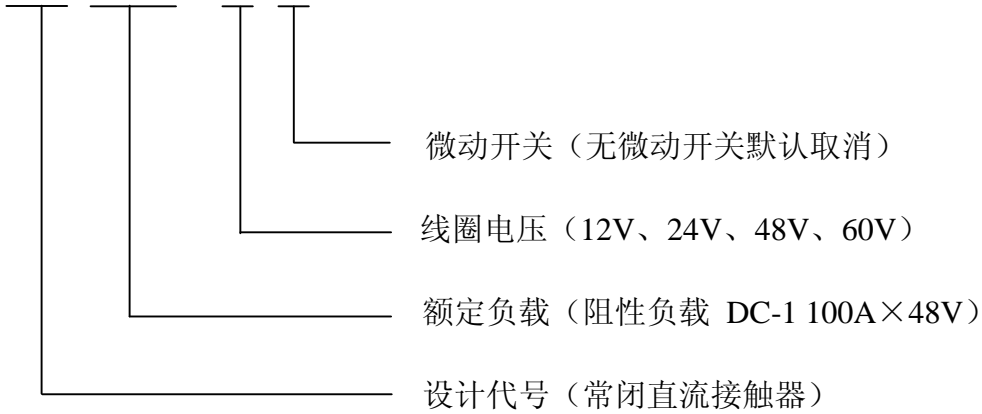 微动开关（无微动开关默认取消）
线圈电压（12V、24V、48V、60V）
额定负载（阻性负载 DC-1 100A×48V）
设计代号（常闭直流接触器）